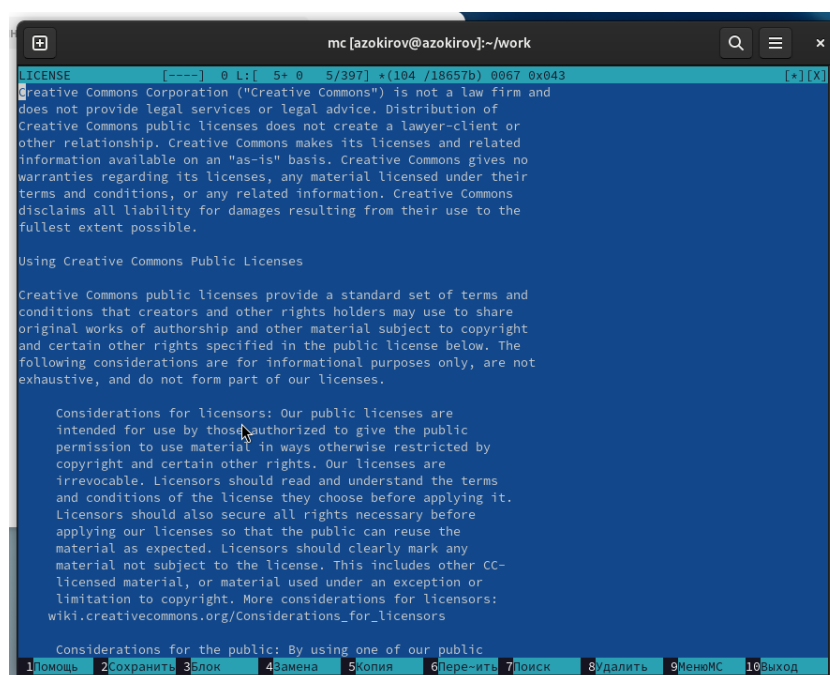 mc [azokirov@azokirov]:~/work
LICENSE [----] 0 L:[ 5+ 0 5/397] *(104 /18657b) 0067 0x043 [*][X]
Creative Commons Corporation ("Creative Commons") is not a law firm and
does not provide legal services or legal advice. Distribution of
Creative Commons public licenses does not create a lawyer-client or
other relationship. Creative Commons makes its licenses and related
information available on an "as-is" basis. Creative Commons gives no
warranties regarding its licenses, any material licensed under their
terms and conditions, or any related information. Creative Commons
disclaims all liability for damages resulting from their use to the
fullest extent possible.
Using Creative Commons Public Licenses
Creative Commons public licenses provide a standard set of terms and
conditions that creators and other rights holders may use to share
original works of authorship and other material subject to copyright
and certain other rights specified in the public license below. The
following considerations are for informational purposes only, are not
exhaustive, and do not form part of our licenses.
Considerations for licensors: Our public licenses are
intended for use by those authorized to give the public
permission to use material in ways otherwise restricted by
copyright and certain other rights. Our licenses are
irrevocable. Licensors should read and understand the terms
and conditions of the license they choose before applying it.
Licensors should also secure all rights necessary before
applying our licenses so that the public can reuse the
material as expected. Licensors should clearly mark any
material not subject to the license. This includes other CC-
licensed material, or material used under an exception or
limitation to copyright. More considerations for licensors:
wiki.creativecommons.org/Considerations_for_licensors
Considerations for the public: By using one of our public
1Помощь 2Сохранить 3Блок 4Замена 5Копия 6Пере~ить 7Поиск 8Удалить 9МенюMC 10Выход